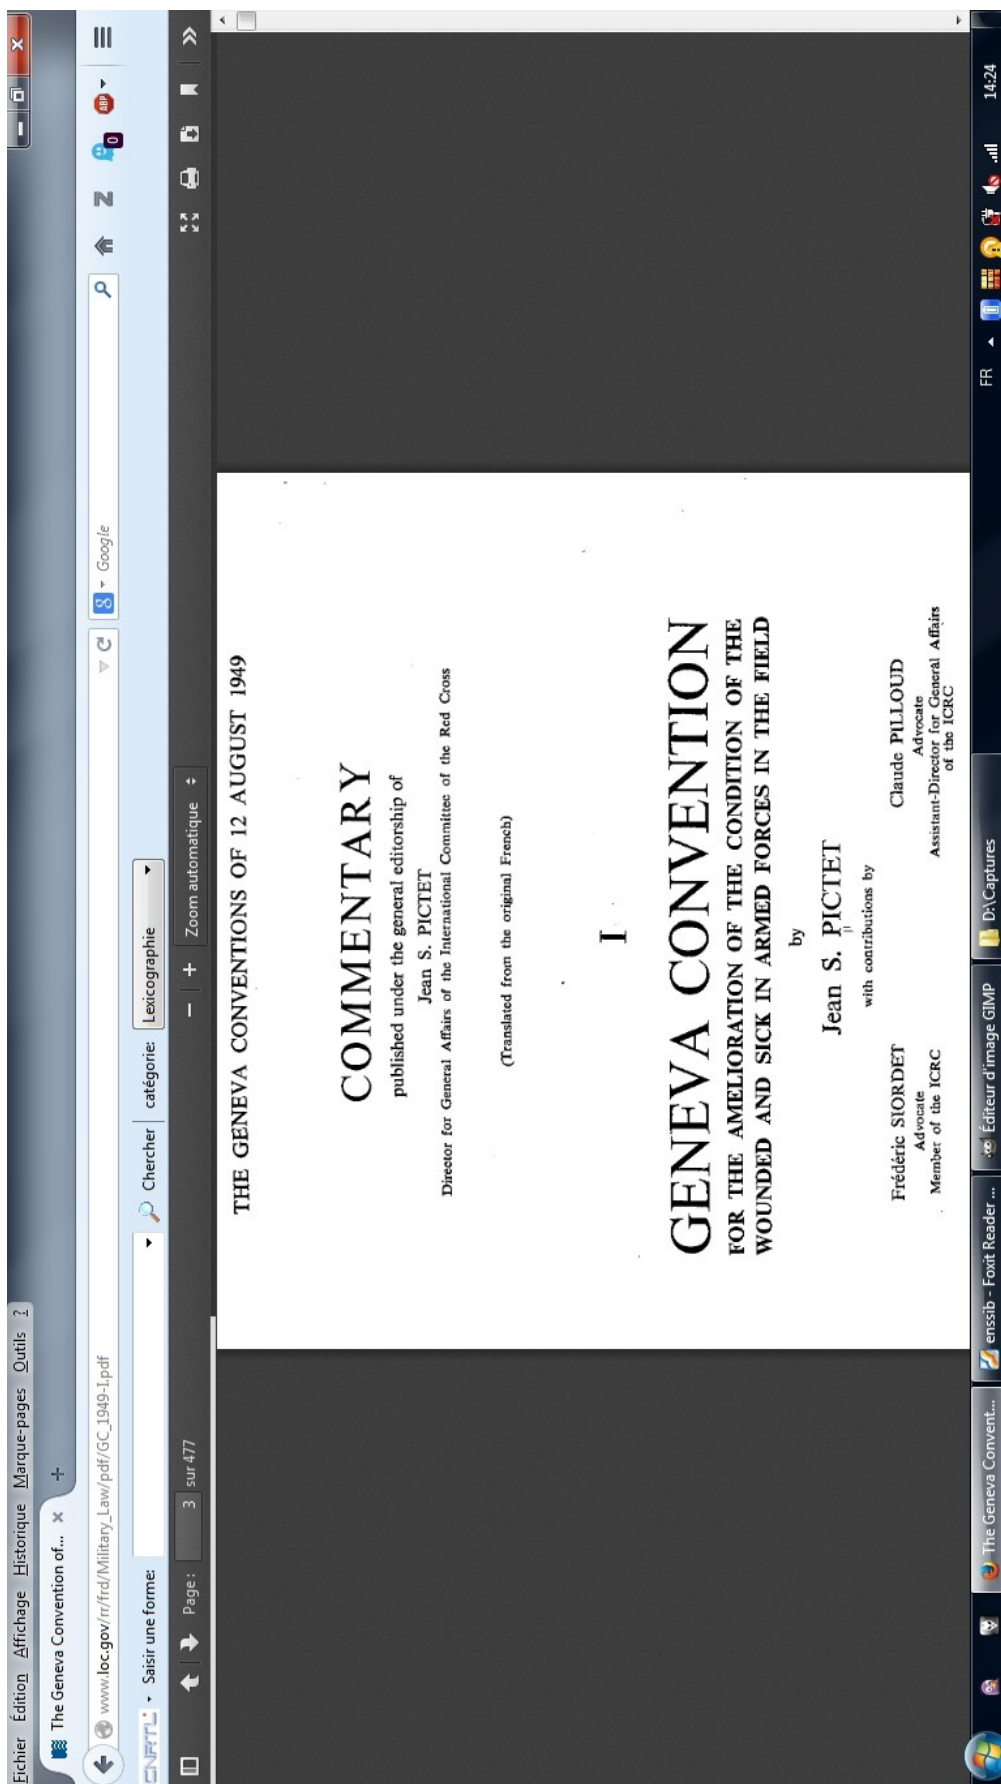 Fichier Édition Affichage Historique Marque-pages Outils ?
The Geneva Convention of... × +
www.loc.gov/rr/frd/Military_Law/pdf/GC_1949-I.pdf
Google
ABP
0
CNRTL Saisir une forme: Chercher catégorie: Lexicographie
Page: 3 sur 477 − + Zoom automatique
THE GENEVA CONVENTIONS OF 12 AUGUST 1949
COMMENTARY
published under the general editorship of
Jean S. PICTET
Director for General Affairs of the International Committee of the Red Cross
(Translated from the original French)
I
GENEVA CONVENTION
FOR THE AMELIORATION OF THE CONDITION OF THE
WOUNDED AND SICK IN ARMED FORCES IN THE FIELD
by
Jean S. PICTET
with contributions by
Frédéric SIORDET
Advocate
Member of the ICRC
Claude PILLOUD
Advocate
Assistant-Director for General Affairs
of the ICRC
The Geneva Convent...
enssib - Foxit Reader ...
Éditeur d'image GIMP
D:\Captures
FR
14:24